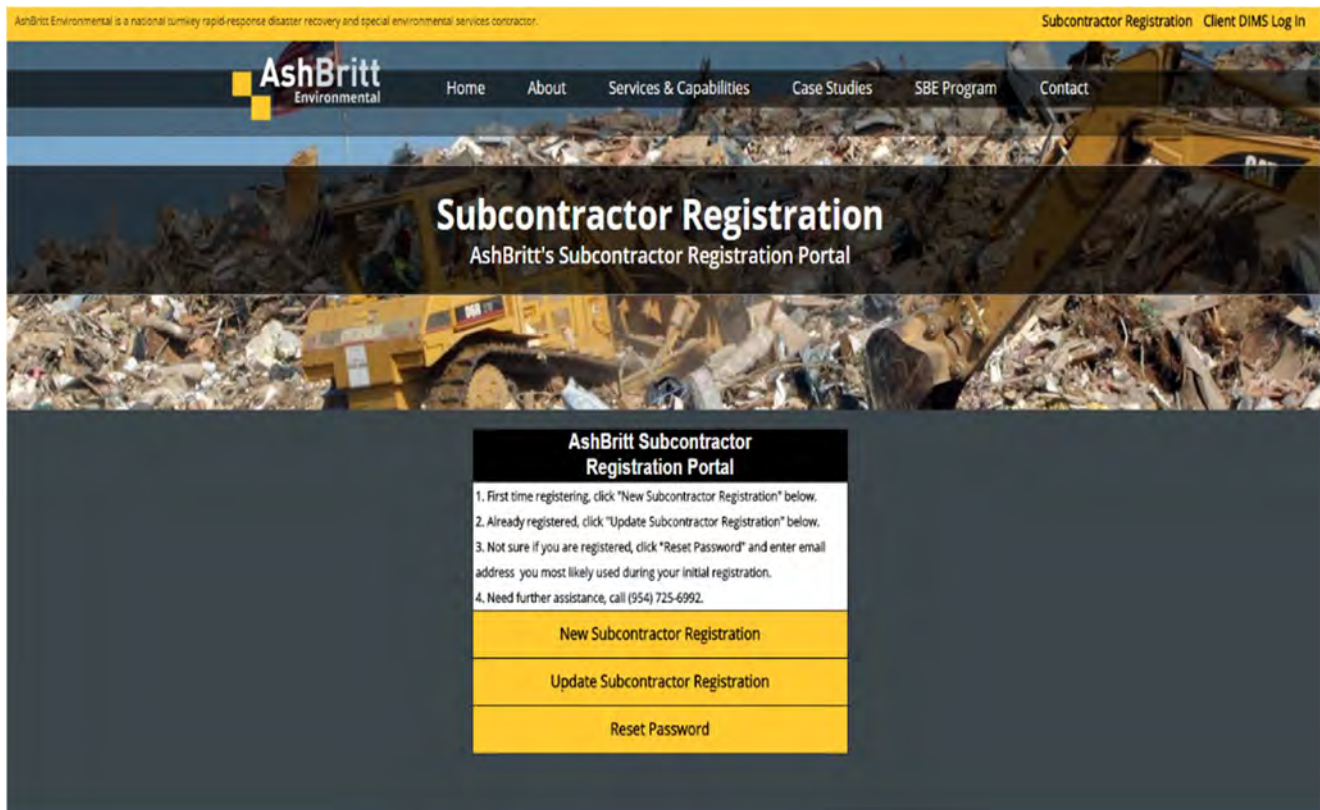 AshBritt Environmental is a national turnkey rapid-response disaster recovery and special environmental services contractor.
Subcontractor Registration Client DIMS Log In
AshBritt
Environmental
Home About Services & Capabilities Case Studies SBE Program Contact
CAT
Subcontractor Registration
AshBritt's Subcontractor Registration Portal
D6R
AshBritt Subcontractor
Registration Portal
1. First time registering, click "New Subcontractor Registration" below.
2. Already registered, click "Update Subcontractor Registration" below.
3. Not sure if you are registered, click "Reset Password" and enter email
address you most likely used during your initial registration.
4. Need further assistance, call (954) 725-6992.
New Subcontractor Registration
Update Subcontractor Registration
Reset Password